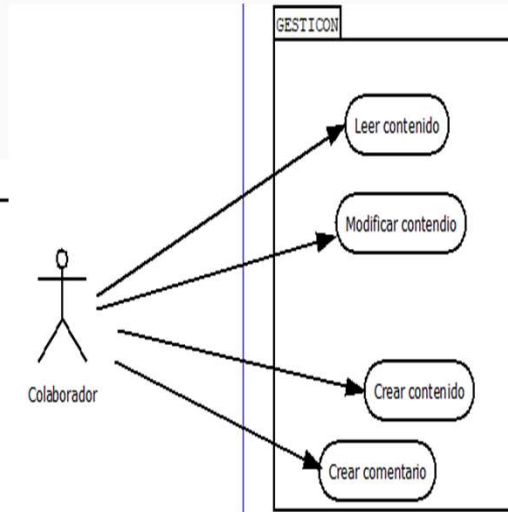 GESTICON
Leer contenido
Modificar contendio
Colaborador
Crear contenido
Crear comentario